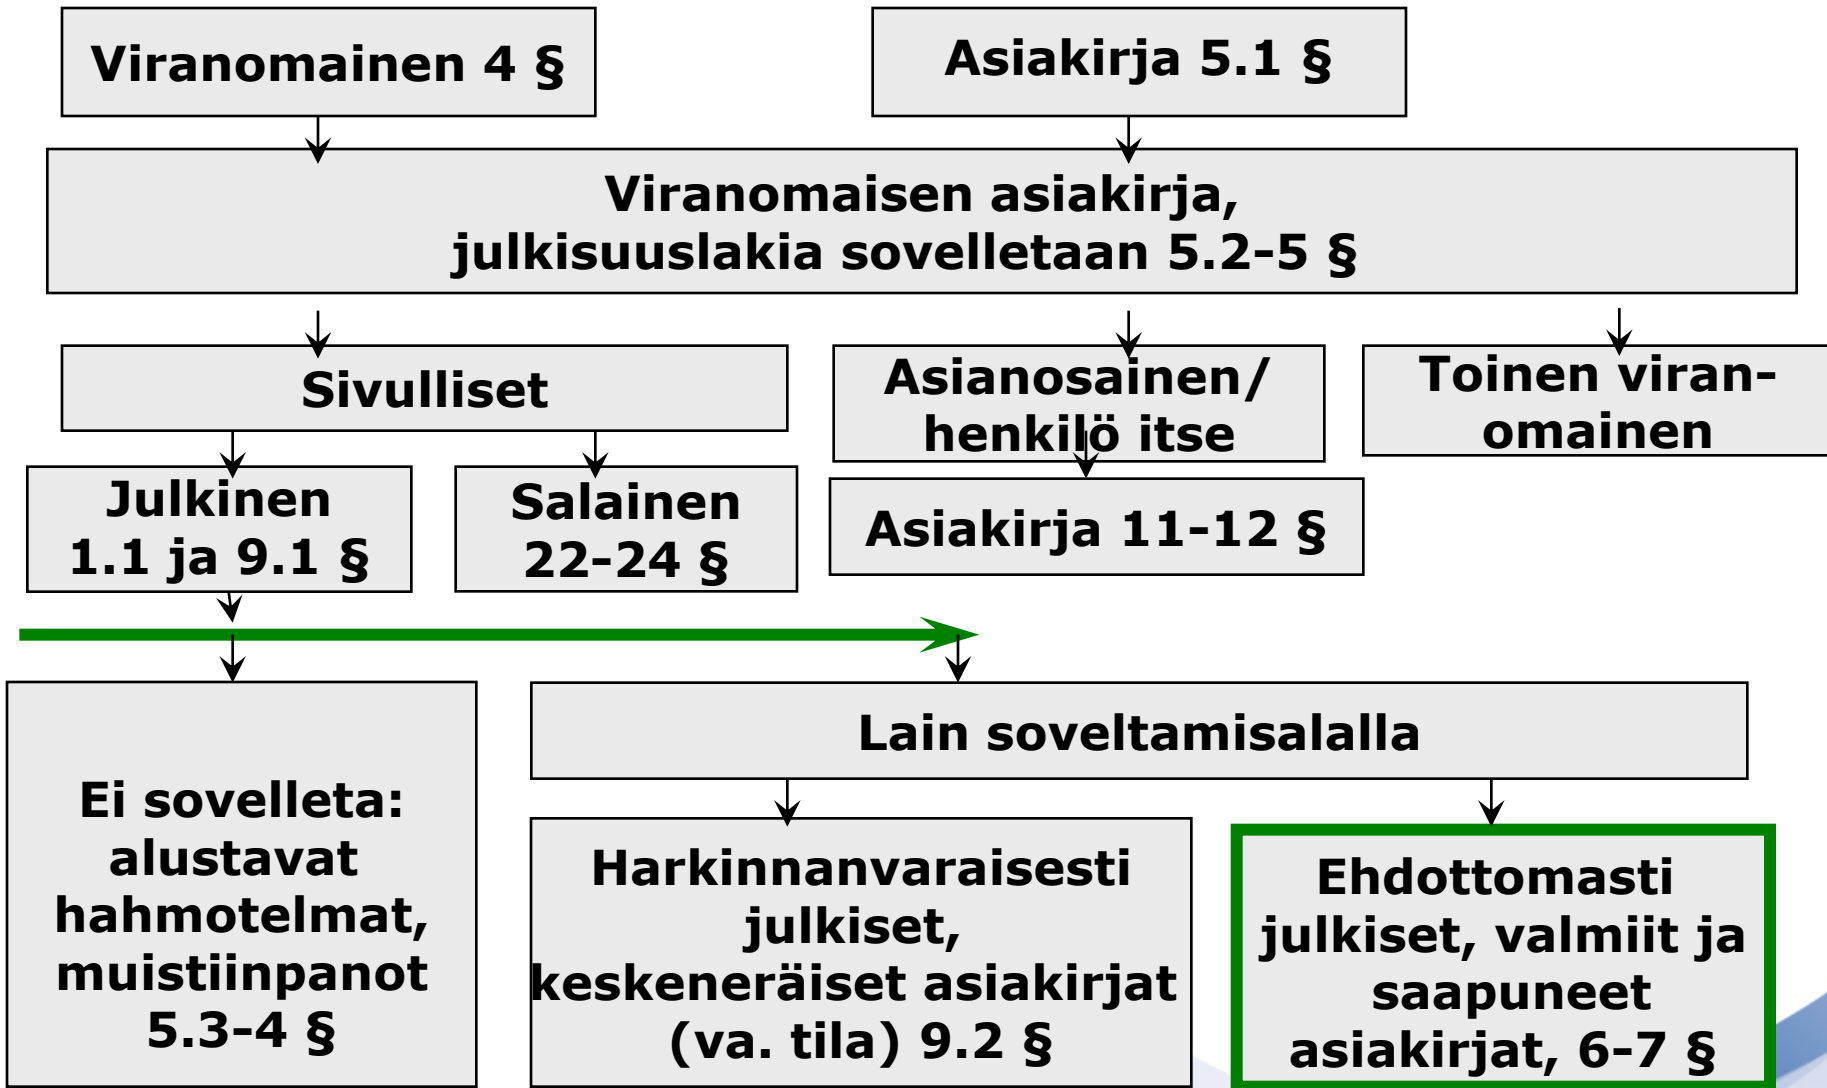 Viranomainen 4 §
Asiakirja 5.1 §
Viranomaisen asiakirja,
julkisuuslakia sovelletaan 5.2-5 §
Sivulliset
Asianosainen/
henkilö itse
Toinen viran-
omainen
Julkinen
1.1 ja 9.1 §
Salainen
22-24 §
Asiakirja 11-12 §
Lain soveltamisalalla
Ei sovelleta:
alustavat
hahmotelmat,
muistiinpanot
5.3-4 §
Harkinnanvaraisesti
julkiset,
keskeneräiset asiakirjat
(va. tila) 9.2 §
Ehdottomasti
julkiset, valmiit ja
saapuneet
asiakirjat, 6-7 §